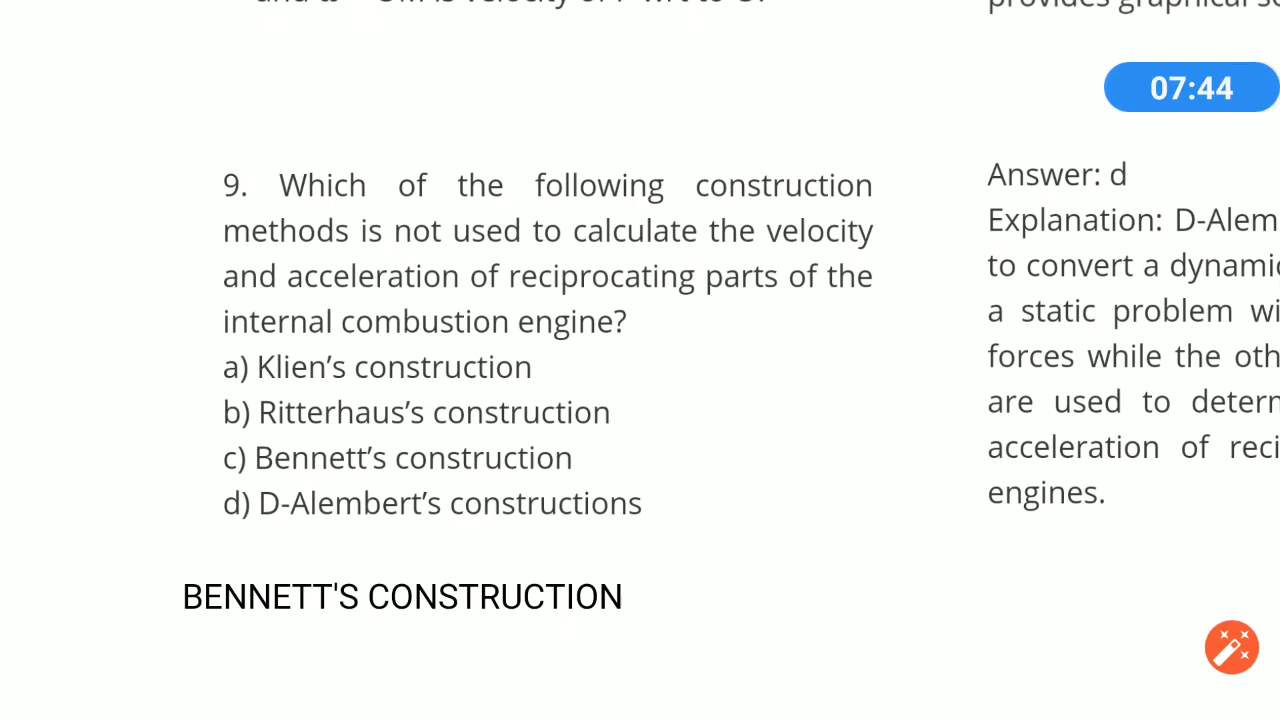 07:44
9. Which of the following construction
methods is not used to calculate the velocity
and acceleration of reciprocating parts of the
internal combustion engine?
a) Klien’s construction
b) Ritterhaus’s construction
c) Bennett’s construction
d) D-Alembert’s constructions
BENNETT'S CONSTRUCTION
Answer: d
Explanation: D-Alem
to convert a dynamic
a static problem wi
forces while the oth
are used to deter
acceleration of reci
engines.